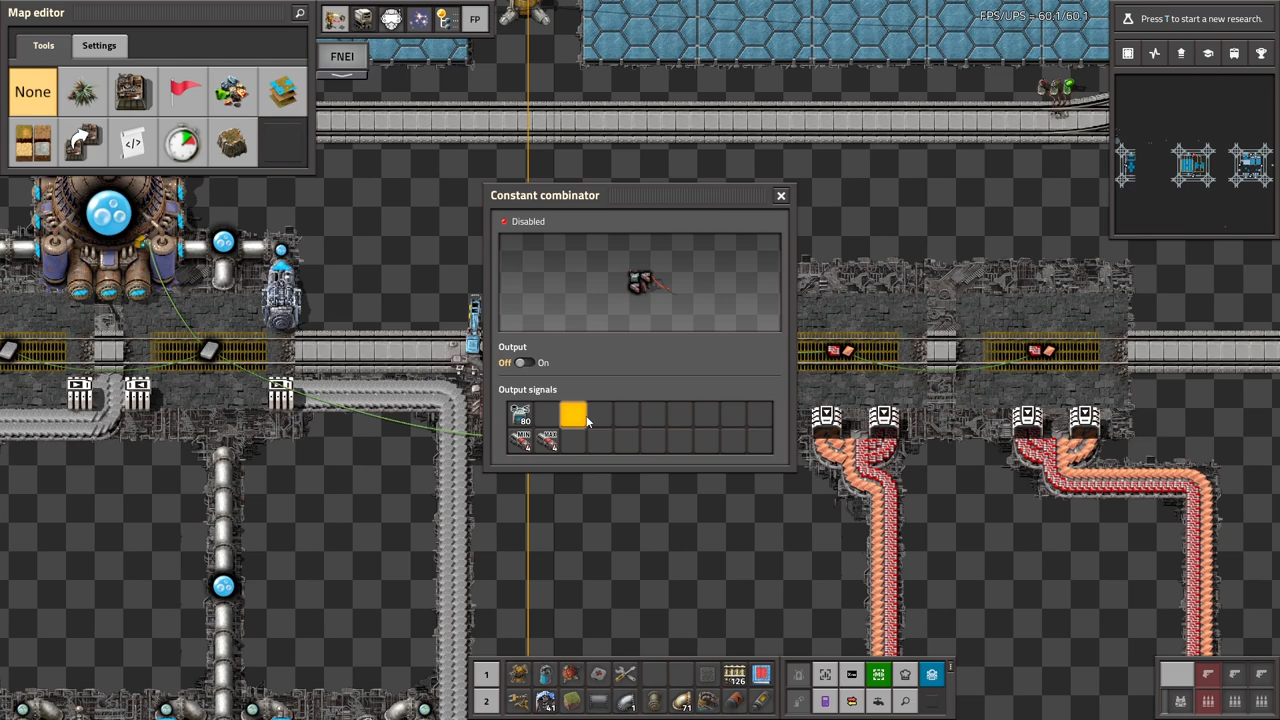 Map editor
Tools
Settings
None
FP
FNEI
FPS/UPS = 60.1/60.1
Press T to start a new research.
Constant combinator
Disabled
Output
Off
On
Output signals
80
MIN
4
MAX
4
1
126
2
41
1
71